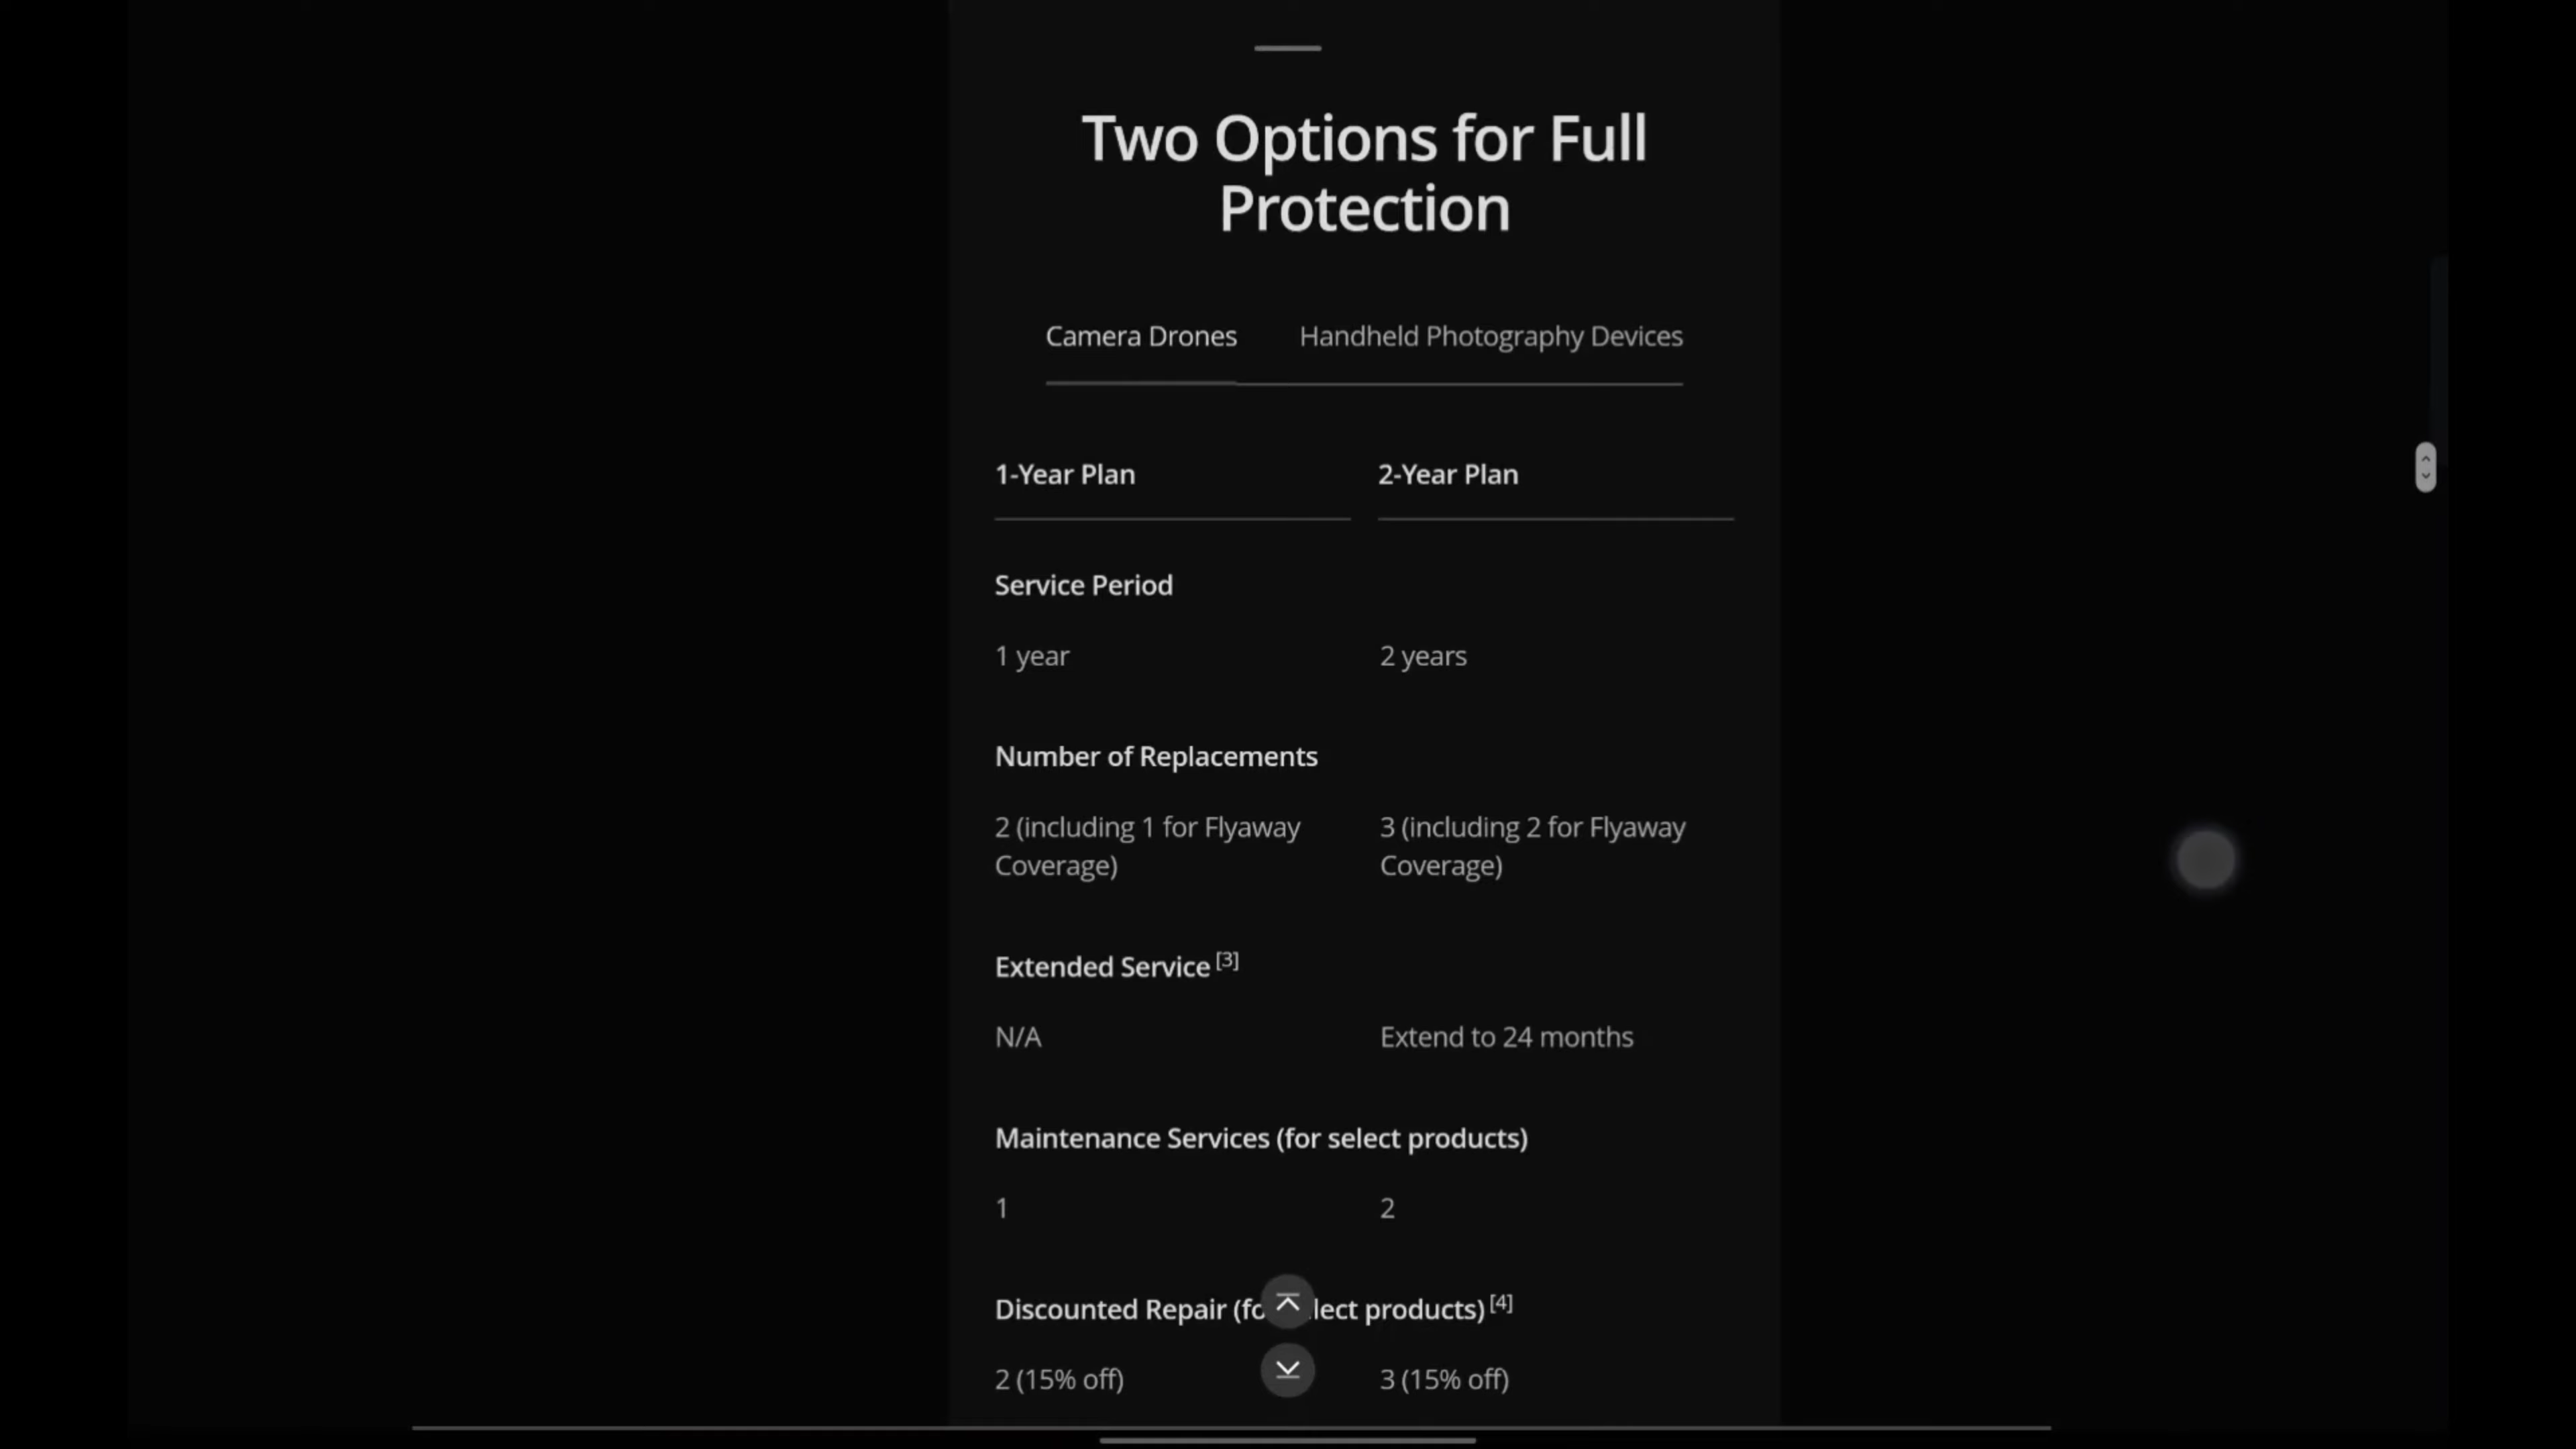 Two Options for Full
Protection
Camera Drones
Handheld Photography Devices
1-Year Plan
2-Year Plan
Service Period
1 year
2 years
Number of Replacements
2 (including 1 for Flyaway
Coverage)
3 (including 2 for Flyaway
Coverage)
Extended Service [3]
N/A
Extend to 24 months
Maintenance Services (for select products)
1
2
Discounted Repair (fo lect products) [4]
2 (15% off)
3 (15% off)